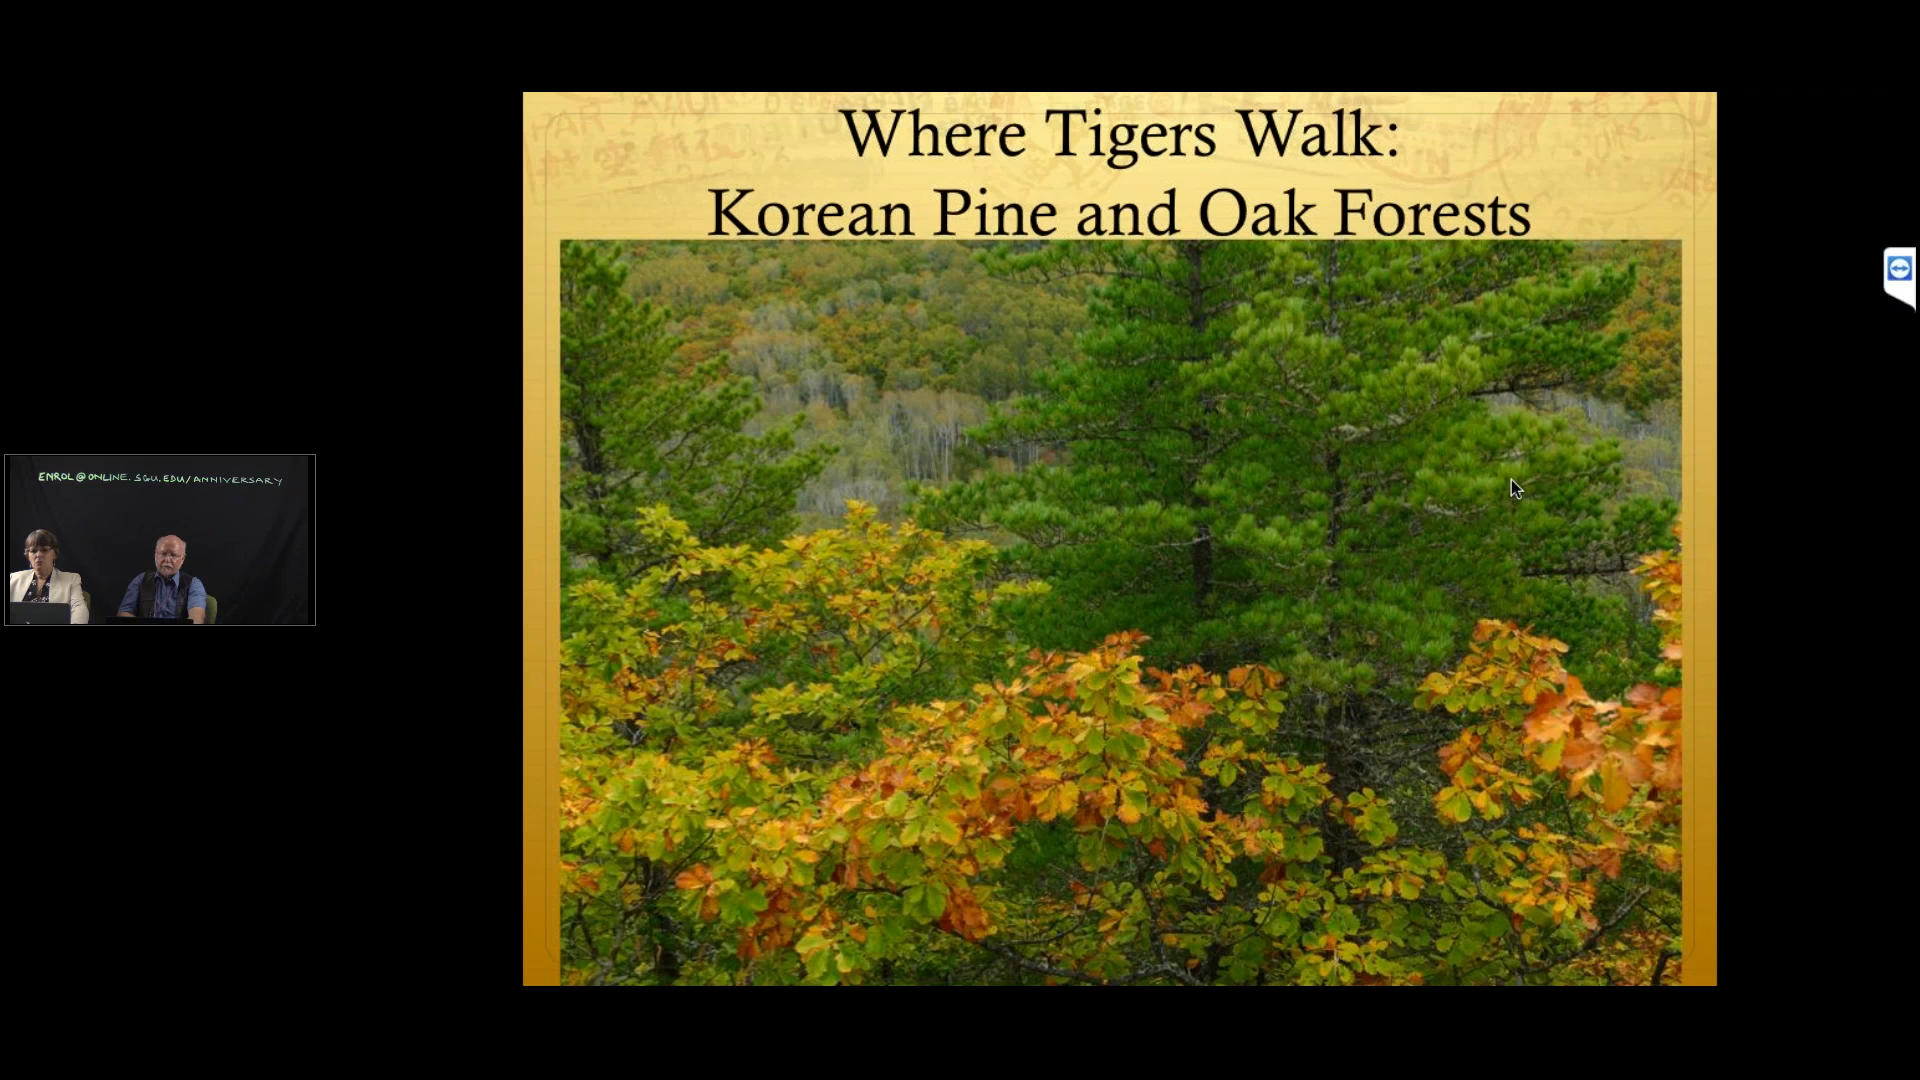 Where Tigers Walk:
Korean Pine and Oak Forests
ENROL@ONLINE.SGU.EDU/ANNIVERSARY